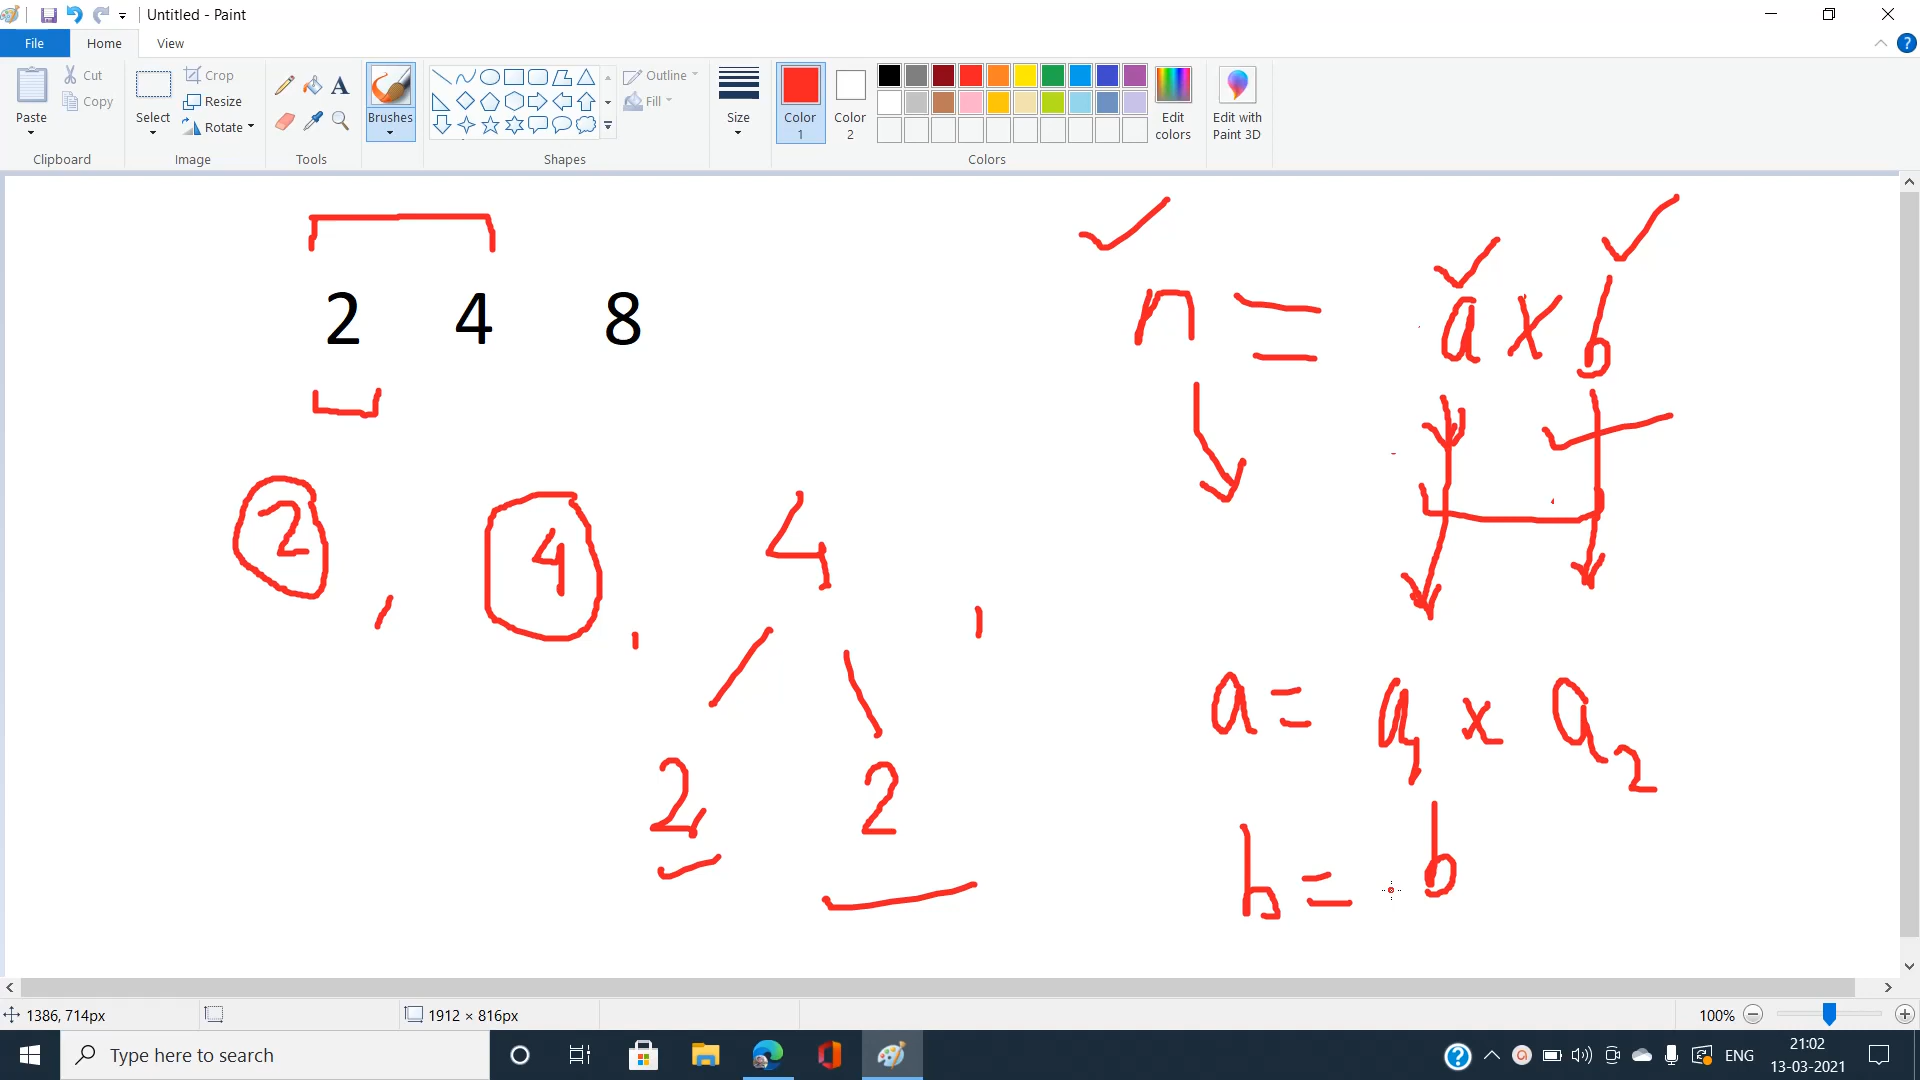 Untitled - Paint
File Home View
Paste
Cut
Copy
Clipboard
Select
Crop
Resize
Rotate
Image
Tools
Brushes
Shapes
Outline
Fill
Size
Color 1
Color 2
Colors
Edit colors
Edit with Paint 3D
2 4 8
n = a x b
2 , 4 , 4 ,
2, 2
a = a1 x a2
b = b
1386, 714px
1912 × 816px
100%
Type here to search
ENG
21:02
13-03-2021